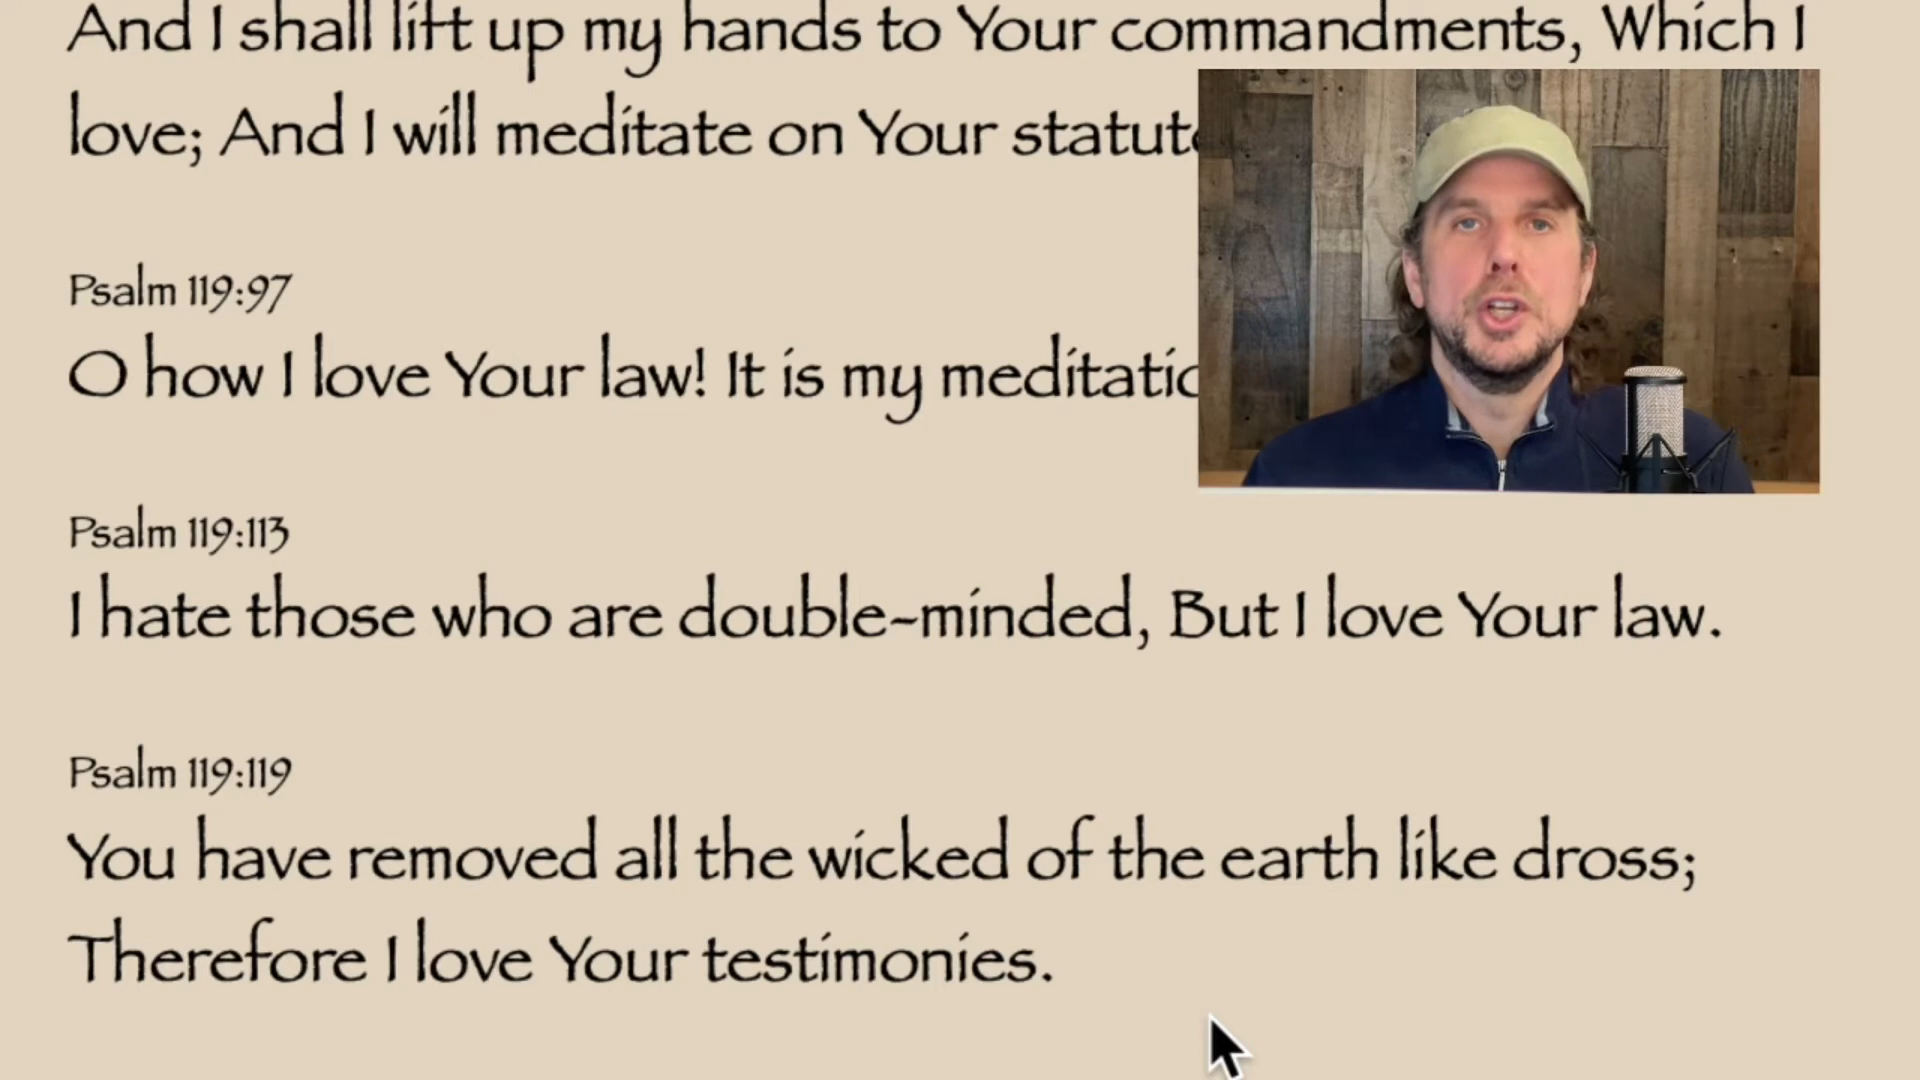 And I shall lift up my hands to Your commandments, Which I
love; And I will meditate on Your
Psalm 119:97
O how I love Your law! It is my
Psalm 119:113
I hate those who are double-minded, But I love Your law.
Psalm 119:119
You have removed all the wicked of the earth like dross;
Therefore I love Your testimonies.